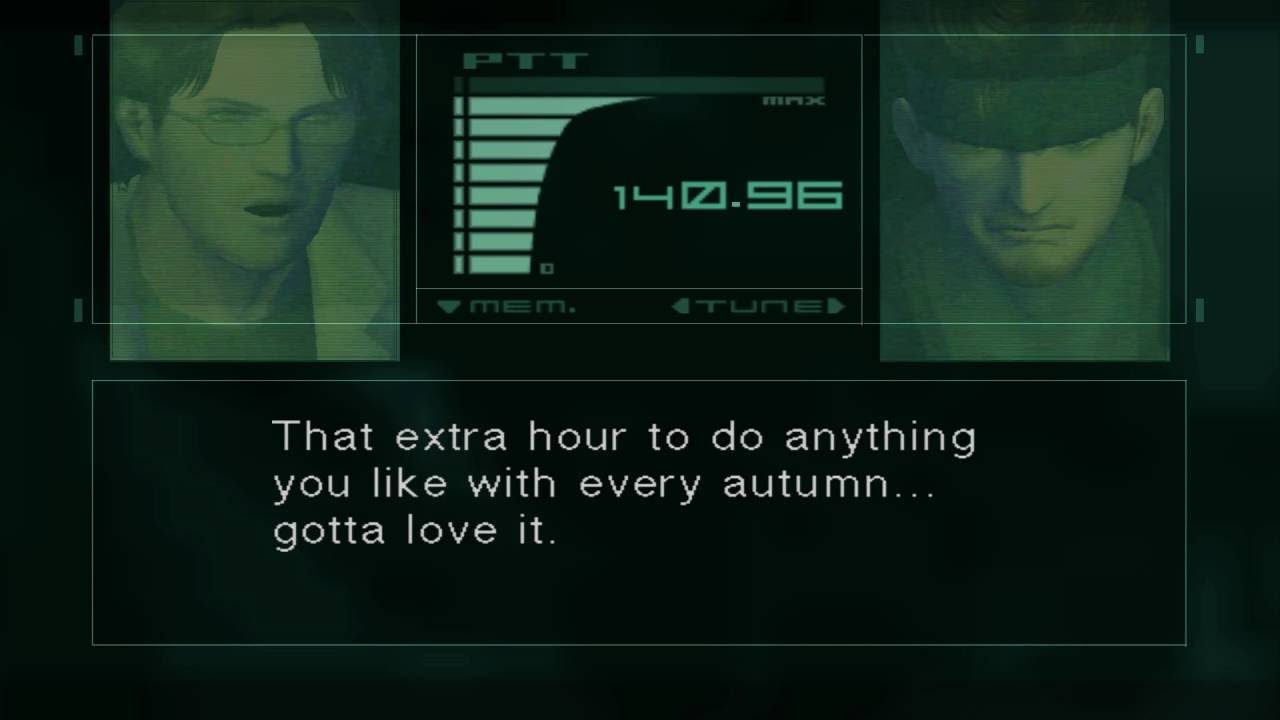 PTT
MAX
140.96
0
MEM.
TUNE
That extra hour to do anything
you like with every autumn...
gotta love it.